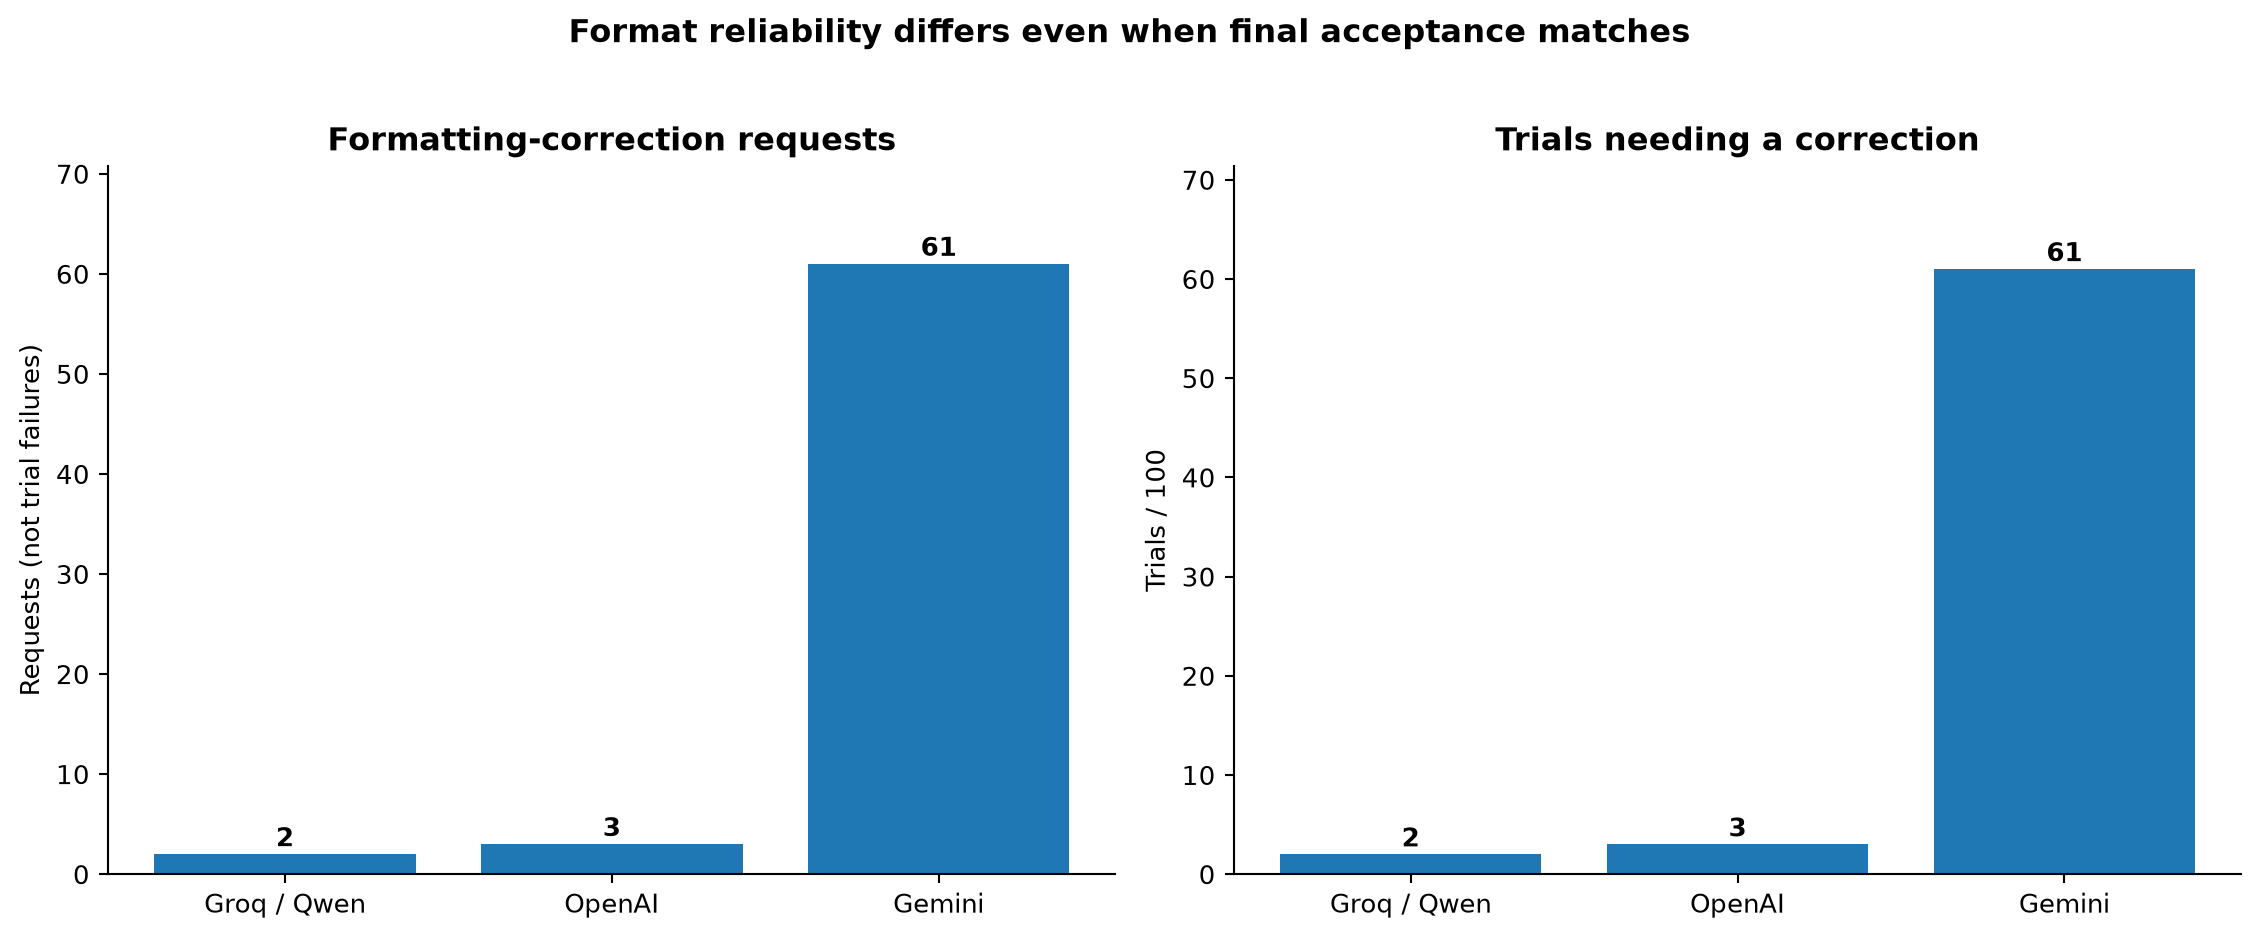 Format reliability differs even when final acceptance matches
Formatting-correction requests
Requests (not trial failures)
70
60
50
40
30
20
10
0
2
3
61
Groq / Qwen
OpenAI
Gemini
Trials needing a correction
Trials / 100
70
60
50
40
30
20
10
0
2
3
61
Groq / Qwen
OpenAI
Gemini